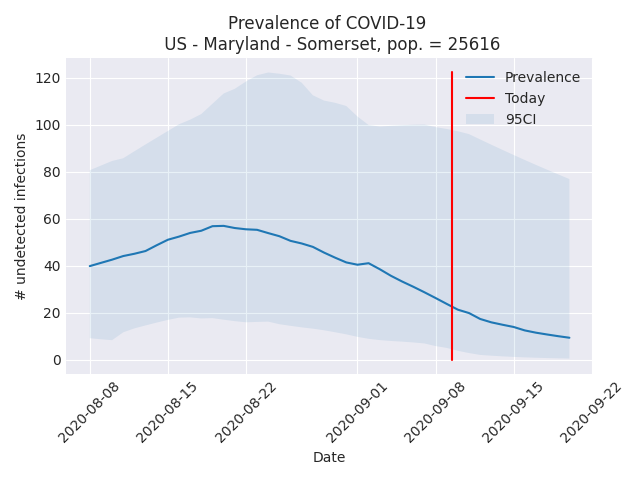 Prevalence of COVID-19
US - Maryland - Somerset, pop. = 25616
120
100
80
60
40
20
0
# undetected infections
Prevalence
Today
95CI
2020-08-08
2020-08-15
2020-08-22
2020-09-01
2020-09-08
2020-09-15
2020-09-22
Date